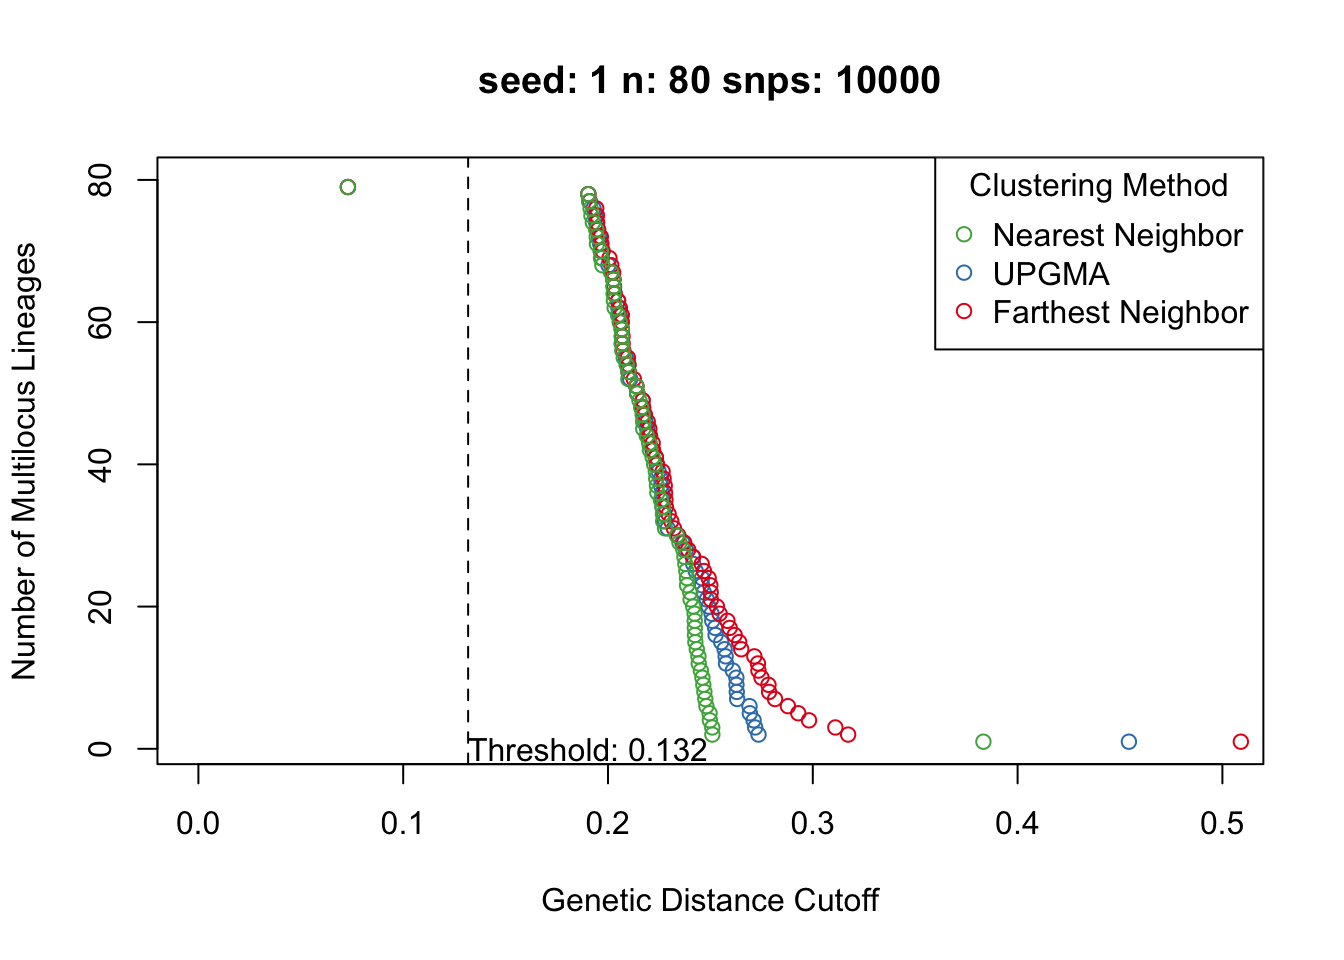 seed: 1 n: 80 snps: 10000
Number of Multilocus Lineages
80
60
40
20
0
Clustering Method
Nearest Neighbor
UPGMA
Farthest Neighbor
Threshold: 0.132
0.0 0.1 0.2 0.3 0.4 0.5
Genetic Distance Cutoff